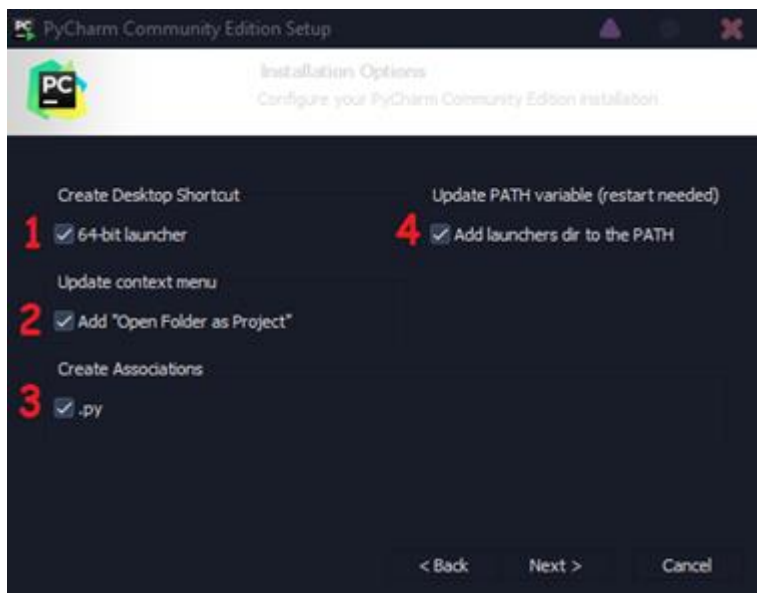 PyCharm Community Edition Setup
PC
Installation Options
Configure your PyCharm Community Edition installation
Create Desktop Shortcut
1 64-bit launcher
Update PATH variable (restart needed)
4 Add launchers dir to the PATH
Update context menu
2 Add "Open Folder as Project"
Create Associations
3 .py
< Back
Next >
Cancel